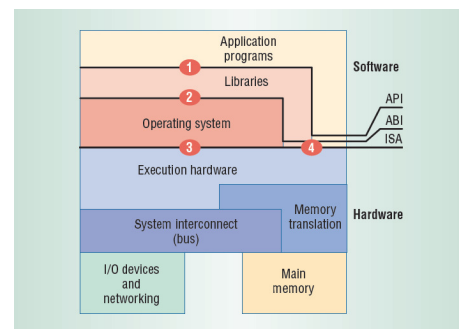 Application
programs
1
Software
Libraries
2
API
Operating system
ABI
3
4
ISA
Execution hardware
Memory
translation
Hardware
System interconnect
(bus)
I/O devices
and
networking
Main
memory